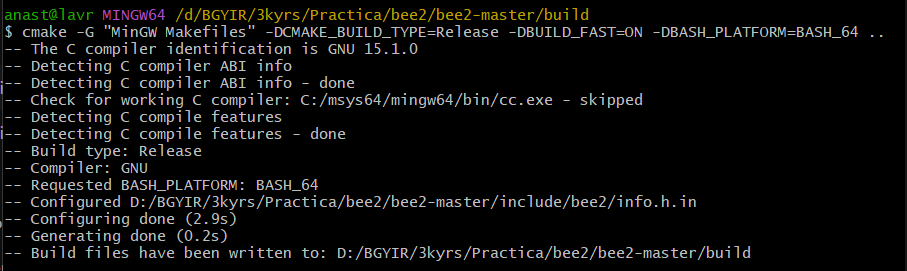 anast@lavr MINGW64 /d/BGYIR/3kyrs/Practica/bee2/bee2-master/build
$ cmake -G "MinGW Makefiles" -DCMAKE_BUILD_TYPE=Release -DBUILD_FAST=ON -DBASH_PLATFORM=BASH_64 ..
-- The C compiler identification is GNU 15.1.0
-- Detecting C compiler ABI info
-- Detecting C compiler ABI info - done
-- Check for working C compiler: C:/msys64/mingw64/bin/cc.exe - skipped
-- Detecting C compile features
-- Detecting C compile features - done
-- Build type: Release
-- Compiler: GNU
-- Requested BASH_PLATFORM: BASH_64
-- Configured D:/BGYIR/3kyrs/Practica/bee2/bee2-master/include/bee2/info.h.in
-- Configuring done (2.9s)
-- Generating done (0.2s)
-- Build files have been written to: D:/BGYIR/3kyrs/Practica/bee2/bee2-master/build